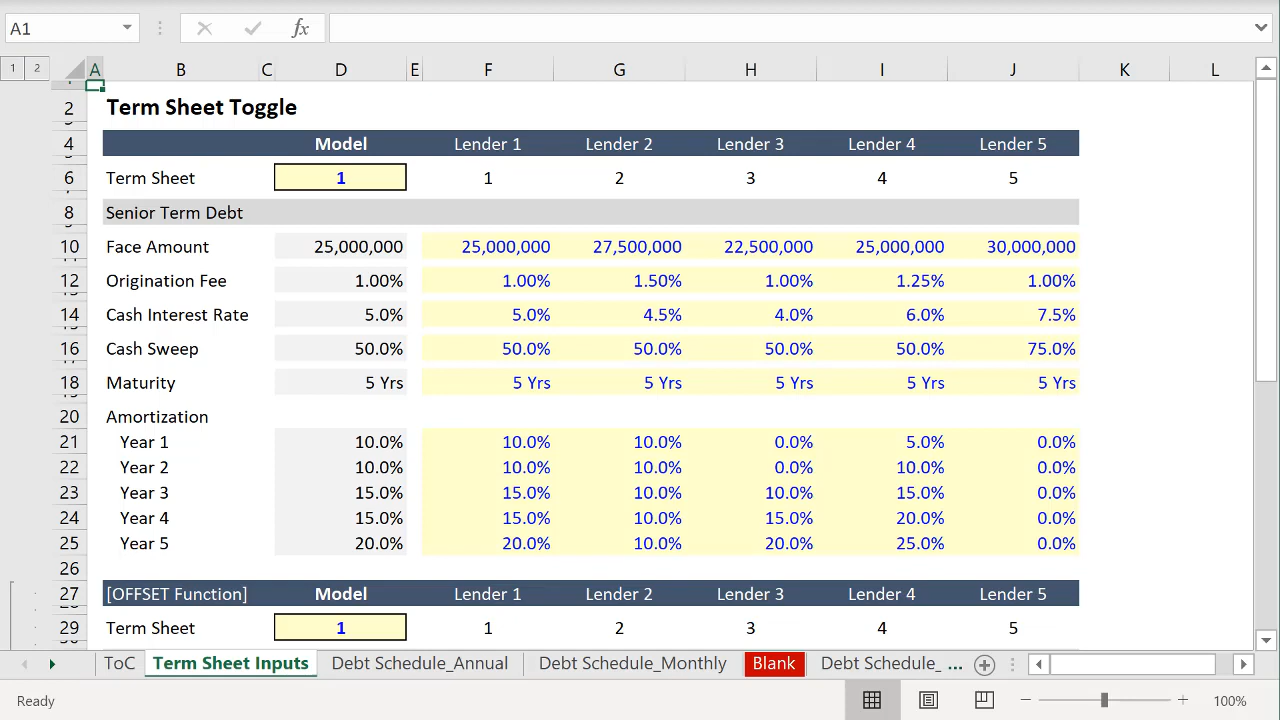 A1 fx
1 2 A B C D E F G H I J K L
2 Term Sheet Toggle
4 Model Lender 1 Lender 2 Lender 3 Lender 4 Lender 5
6 Term Sheet 1 1 2 3 4 5
8 Senior Term Debt
10 Face Amount 25,000,000 25,000,000 27,500,000 22,500,000 25,000,000 30,000,000
12 Origination Fee 1.00% 1.00% 1.50% 1.00% 1.25% 1.00%
14 Cash Interest Rate 5.0% 5.0% 4.5% 4.0% 6.0% 7.5%
16 Cash Sweep 50.0% 50.0% 50.0% 50.0% 50.0% 75.0%
18 Maturity 5 Yrs 5 Yrs 5 Yrs 5 Yrs 5 Yrs 5 Yrs
20 Amortization
21 Year 1 10.0% 10.0% 10.0% 0.0% 5.0% 0.0%
22 Year 2 10.0% 10.0% 10.0% 0.0% 10.0% 0.0%
23 Year 3 15.0% 15.0% 10.0% 10.0% 15.0% 0.0%
24 Year 4 15.0% 15.0% 10.0% 15.0% 20.0% 0.0%
25 Year 5 20.0% 20.0% 10.0% 20.0% 25.0% 0.0%
26
27 [OFFSET Function] Model Lender 1 Lender 2 Lender 3 Lender 4 Lender 5
29 Term Sheet 1 1 2 3 4 5
ToC Term Sheet Inputs Debt Schedule_Annual Debt Schedule_Monthly Blank Debt Schedule_ ...
Ready 100%